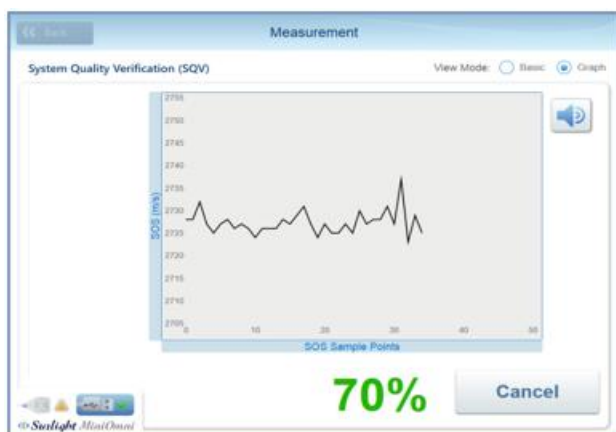 Back
Measurement
System Quality Verification (SQV)
View Mode: Basic Graph
2755
2750
2745
2740
2735
2730
2725
2720
2715
2710
2705
SOS (m/s)
0 10 20 30 40 50
SOS Sample Points
70%
Cancel
Sunlight MiniOmni